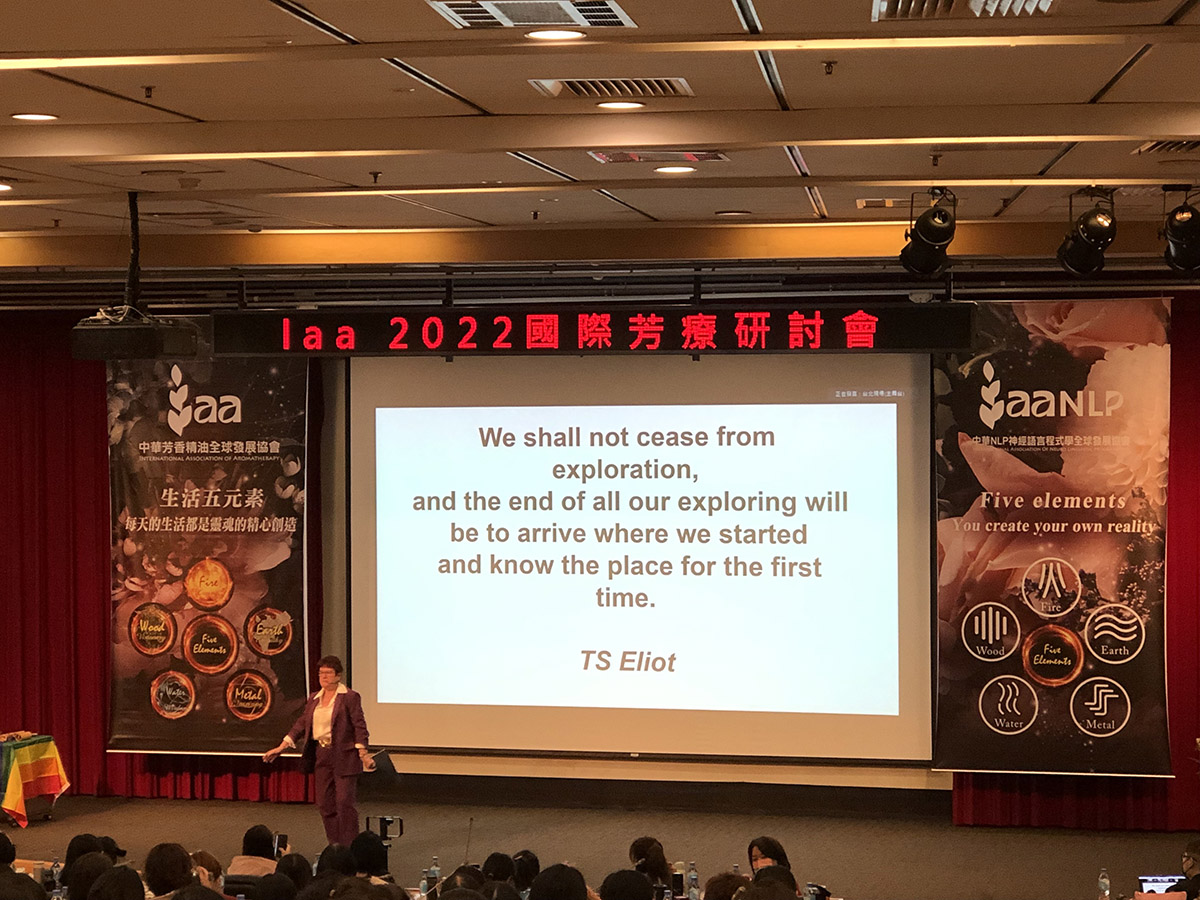 Iaa 2022國際芳療研討會
iaa
中華芳香精油全球發展協會
INTERNATIONAL ASSOCIATION OF AROMATHERAPY
生活五元素
每天的生活都是靈魂的精心創造
Fire
Wood
Earth
Five
Elements
Water
Metal
We shall not cease from
exploration,
and the end of all our exploring will
be to arrive where we started
and know the place for the first
time.
TS Eliot
iaaNLP
中華NLP神經語言程式學全球發展協會
Five elements
You create your own reality
Fire
Wood
Earth
Five
Elements
Water
Metal